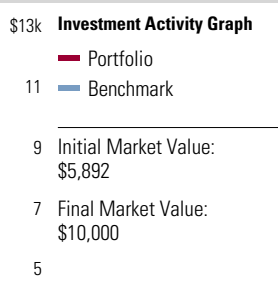 $13k Investment Activity Graph
Portfolio
11 Benchmark
9 Initial Market Value:
$5,892
7 Final Market Value:
$10,000
5